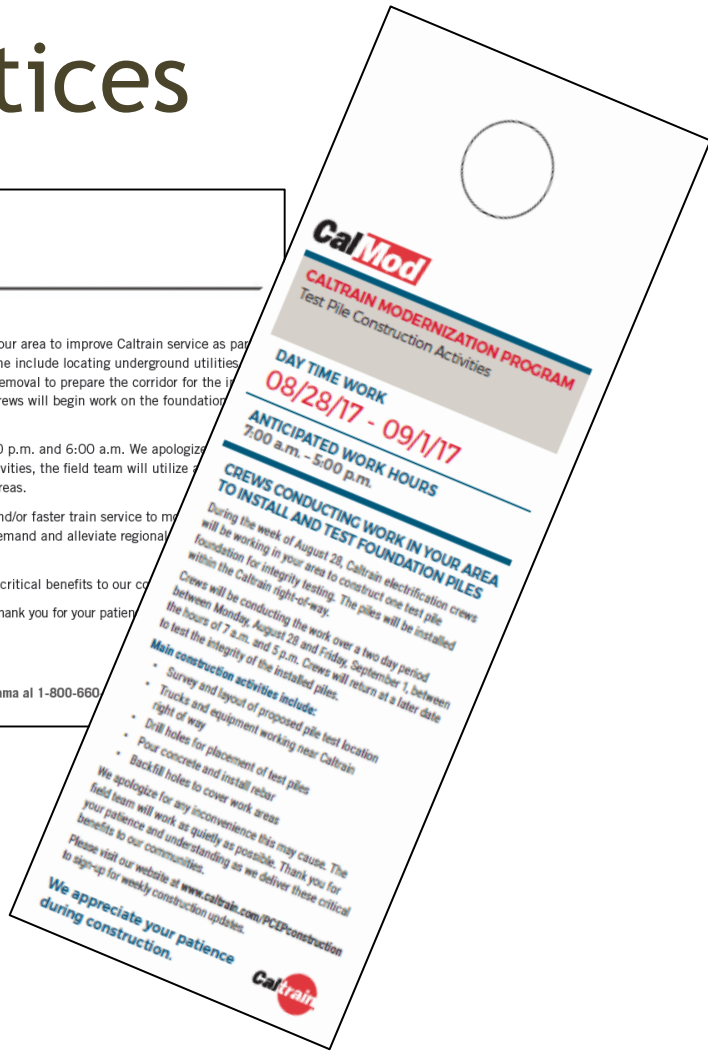 tices
our area to improve Caltrain service as par
ne include locating underground utilities
emoval to prepare the corridor for the i
rews will begin work on the foundation
0 p.m. and 6:00 a.m. We apologize
vities, the field team will utilize a
reas.
nd/or faster train service to mo
emand and alleviate regional
critical benefits to our co
hank you for your patien
ma al 1-800-660-
CalMod
CALTRAIN MODERNIZATION PROGRAM
Test Pile Construction Activities
DAY TIME WORK
08/28/17 - 09/1/17
ANTICIPATED WORK HOURS
7:00 a.m. – 5:00 p.m.
CREWS CONDUCTING WORK IN YOUR AREA
TO INSTALL AND TEST FOUNDATION PILES
During the week of August 28, Caltrain electrification crews
will be working in your area to construct one test pile
foundation for integrity testing. The piles will be installed
within the Caltrain right-of-way.
Crews will be conducting the work over a two day period
between Monday, August 28 and Friday, September 1, between
the hours of 7 a.m. and 5 p.m. Crews will return at a later date
to test the integrity of the installed piles.
Main construction activities include:
• Survey and layout of proposed pile test location
• Trucks and equipment working near Caltrain
right of way
• Drill holes for placement of test piles
• Pour concrete and install rebar
• Backfill holes to cover work areas
We apologize for any inconvenience this may cause. The
field team will work as quietly as possible. Thank you for
your patience and understanding as we deliver these critical
benefits to our communities.
Please visit our website at www.caltrain.com/PCEPconstruction
to sign-up for weekly construction updates.
We appreciate your patience
during construction.
Caltrain